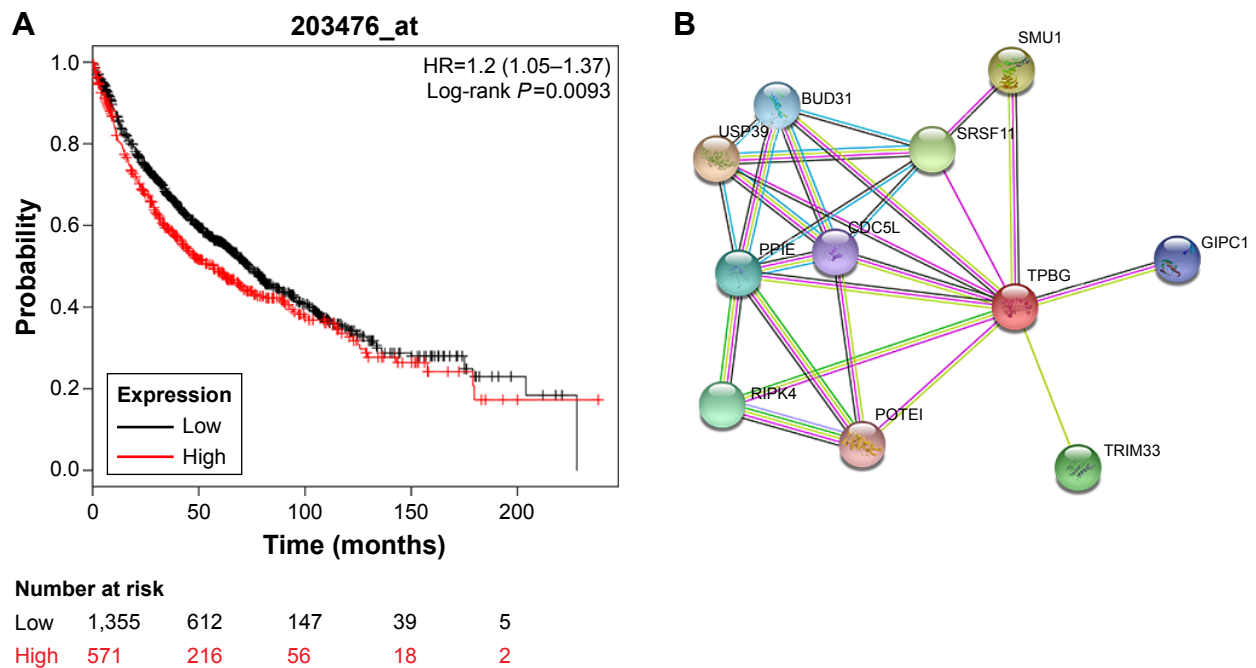 A
203476_at
HR=1.2 (1.05–1.37)
Log-rank P=0.0093
Probability
1.0
0.8
0.6
0.4
0.2
0.0
Expression
Low
High
0 50 100 150 200
Time (months)
Number at risk
Low 1,355 612 147 39 5
High 571 216 56 18 2
B
SMU1
BUD31
USP39
SRSF11
CDC5L
PPIE
GIPC1
TPBG
RIPK4
POTEI
TRIM33